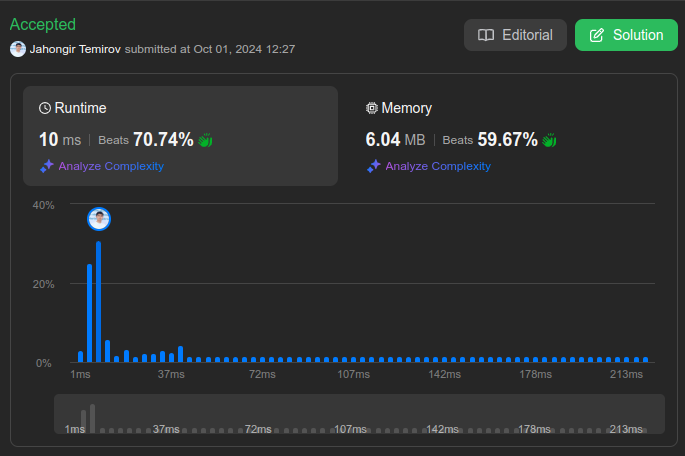 Accepted
Jahongir Temirov submitted at Oct 01, 2024 12:27
Editorial
Solution
Runtime
10 ms | Beats 70.74%
Analyze Complexity
Memory
6.04 MB | Beats 59.67%
Analyze Complexity
40%
20%
0%
1ms 37ms 72ms 107ms 142ms 178ms 213ms
1ms 37ms 72ms 107ms 142ms 178ms 213ms